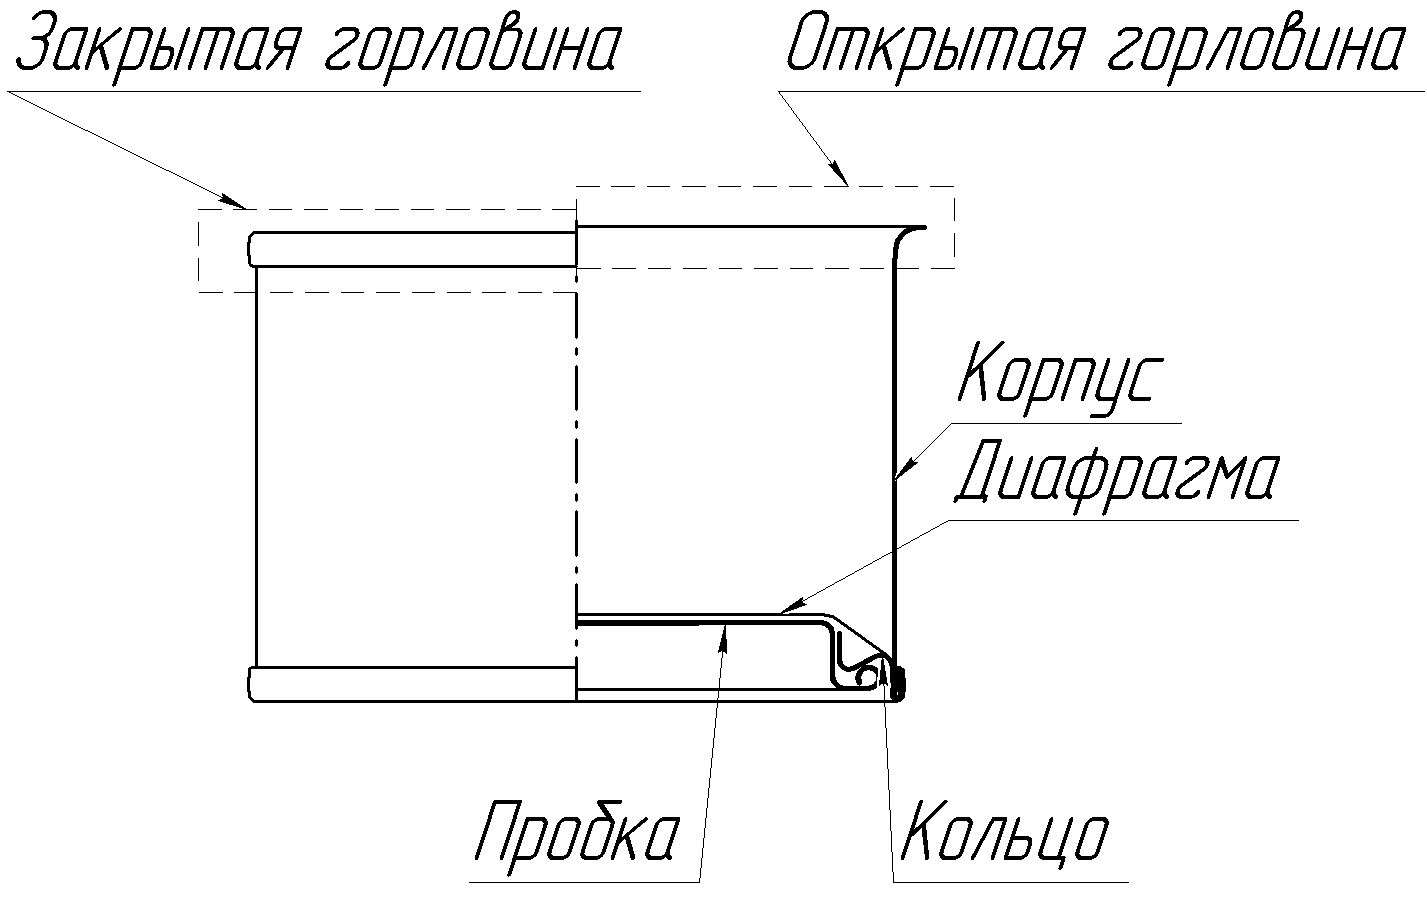 Закрытая горловина
Открытая горловина
Корпус
Диафрагма
Пробка
Кольцо